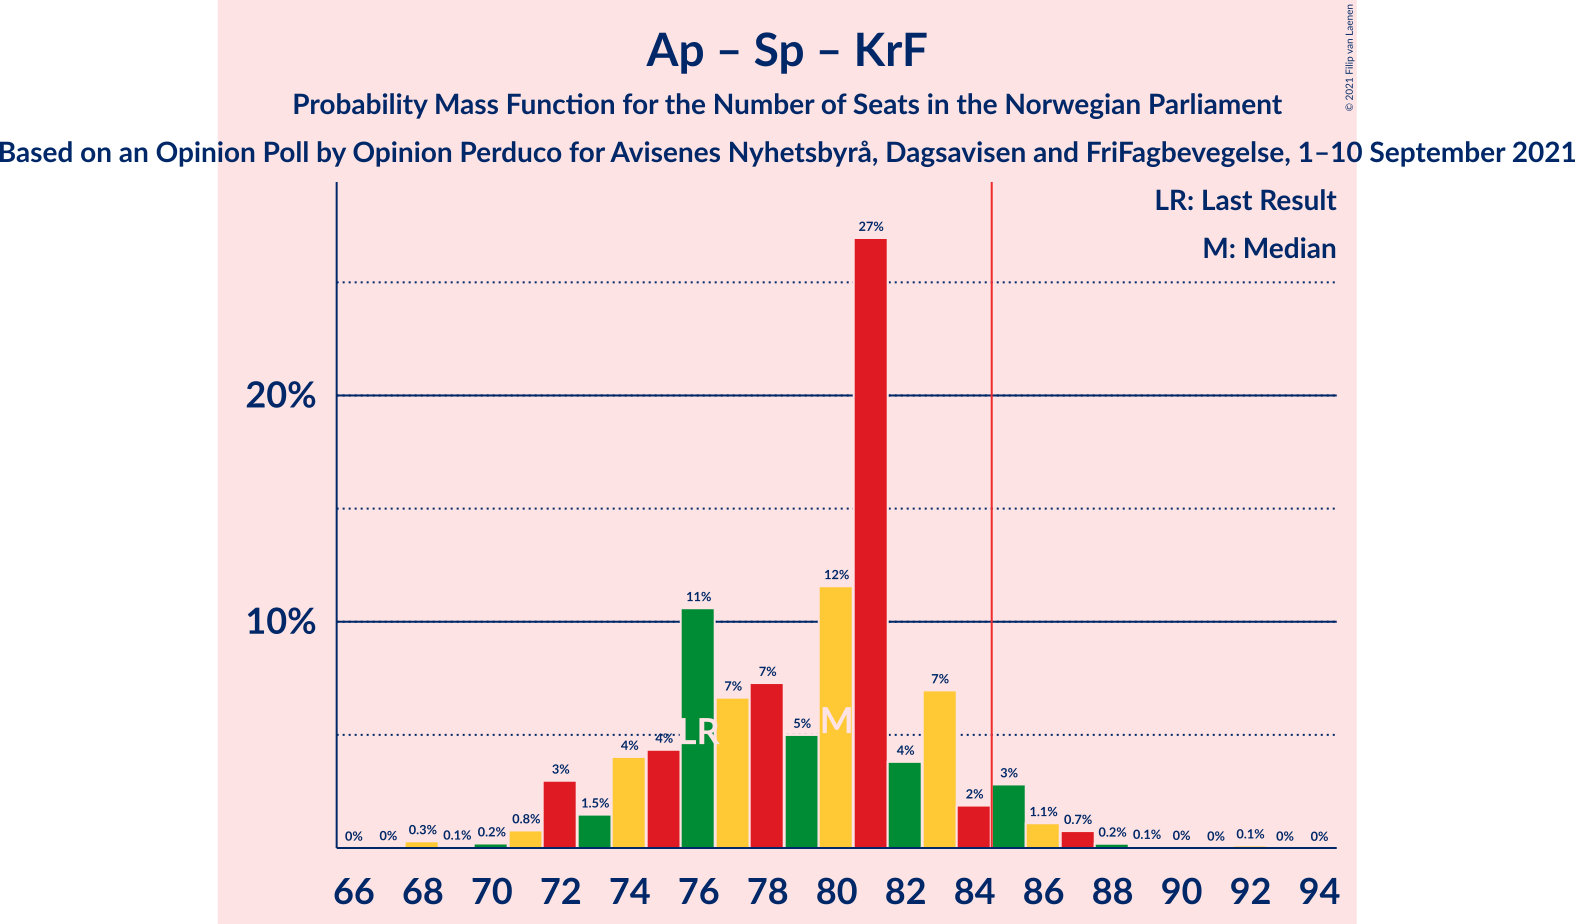 Ap – Sp – KrF
Probability Mass Function for the Number of Seats in the Norwegian Parliament
Based on an Opinion Poll by Opinion Perduco for Avisenes Nyhetsbyrå, Dagsavisen and FriFagbevegelse, 1–10 September 2021
© 2021 Filip van Laenen
LR: Last Result
M: Median
20%
10%
0% 0% 0.3% 0.1% 0.2% 0.8% 3% 1.5% 4% 4% 11% 7% 7% 5% 12% 27% 4% 7% 2% 3% 1.1% 0.7% 0.2% 0.1% 0% 0% 0.1% 0% 0%
LR M
66 68 70 72 74 76 78 80 82 84 86 88 90 92 94